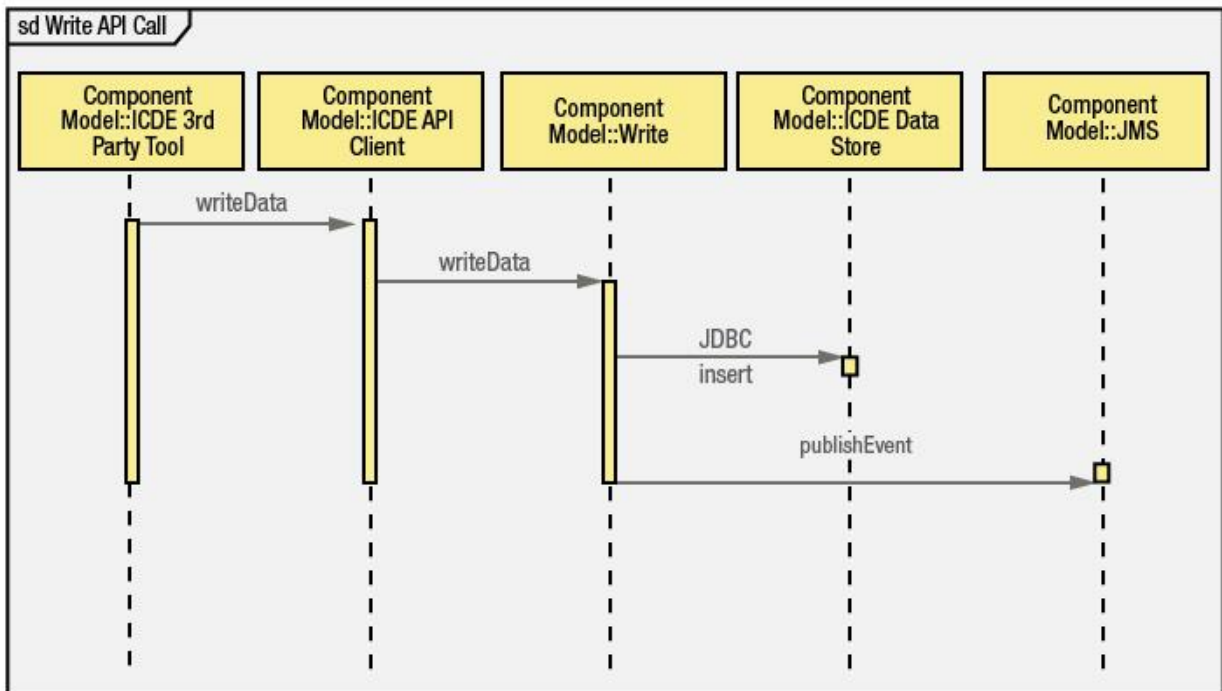 sd Write API Call
Component
Model::ICDE 3rd
Party Tool
Component
Model::ICDE API
Client
Component
Model::Write
Component
Model::ICDE Data
Store
Component
Model::JMS
writeData
writeData
JDBC
insert
publishEvent